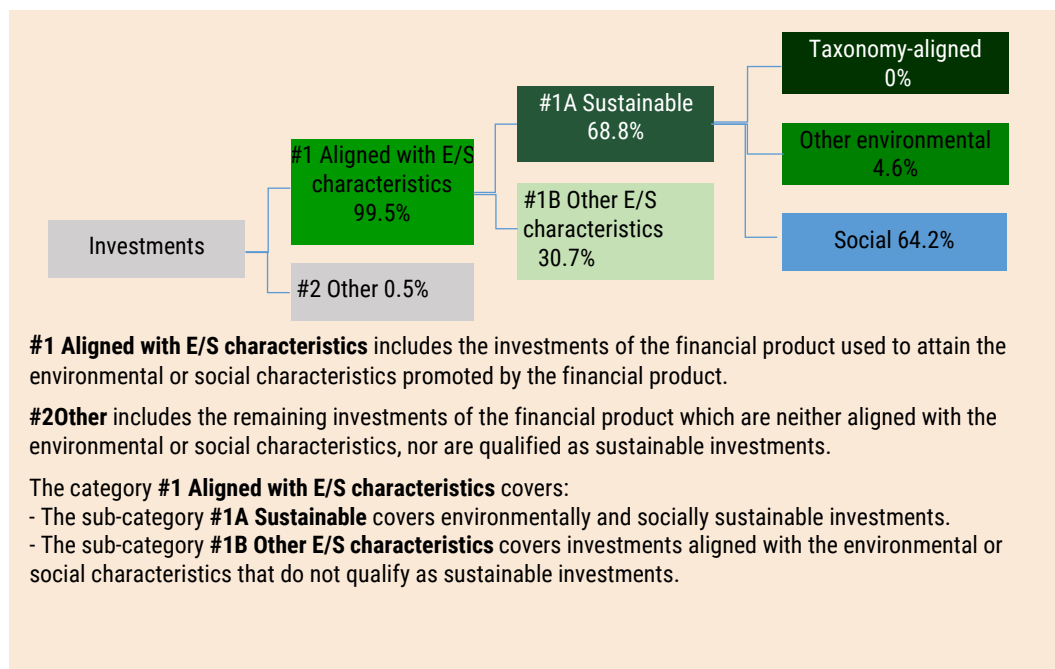 Taxonomy-aligned
0%
#1A Sustainable
68.8%
Other environmental
4.6%
#1 Aligned with E/S
characteristics
99.5%
#1B Other E/S
characteristics
30.7%
Social 64.2%
Investments
#2 Other 0.5%
#1 Aligned with E/S characteristics includes the investments of the financial product used to attain the
environmental or social characteristics promoted by the financial product.
#2Other includes the remaining investments of the financial product which are neither aligned with the
environmental or social characteristics, nor are qualified as sustainable investments.
The category #1 Aligned with E/S characteristics covers:
- The sub-category #1A Sustainable covers environmentally and socially sustainable investments.
- The sub-category #1B Other E/S characteristics covers investments aligned with the environmental or
social characteristics that do not qualify as sustainable investments.